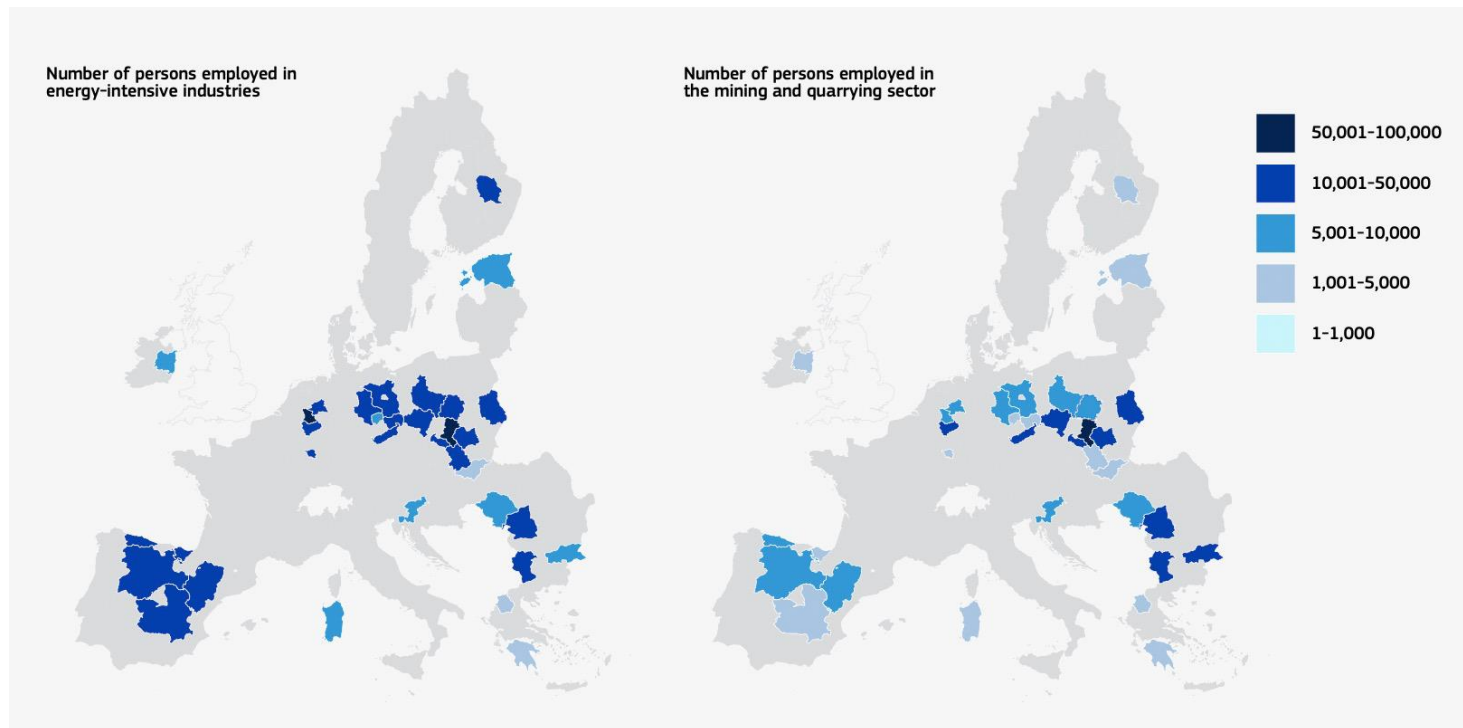 Number of persons employed in
energy-intensive industries
Number of persons employed in
the mining and quarrying sector
50,001-100,000
10,001-50,000
5,001-10,000
1,001-5,000
1-1,000